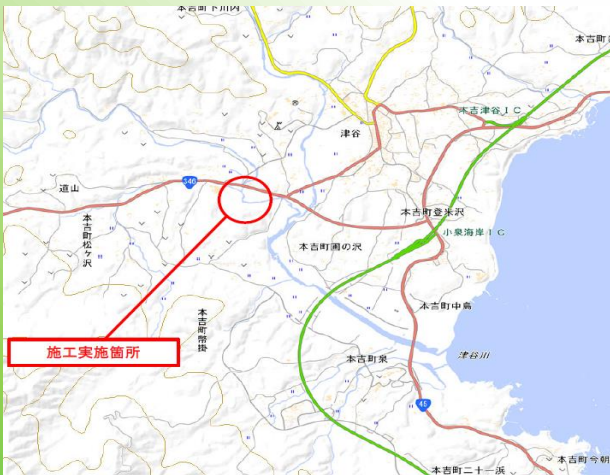 本吉町下川内
本吉津谷IC
津谷
346
道山
本吉町登米沢
小泉海岸IC
本吉町圃の沢
本吉町松ヶ沢
本吉町中島
施工実施箇所
本吉町幣掛
本吉町泉
津谷川
45
本吉町二十一浜
本吉町今朝